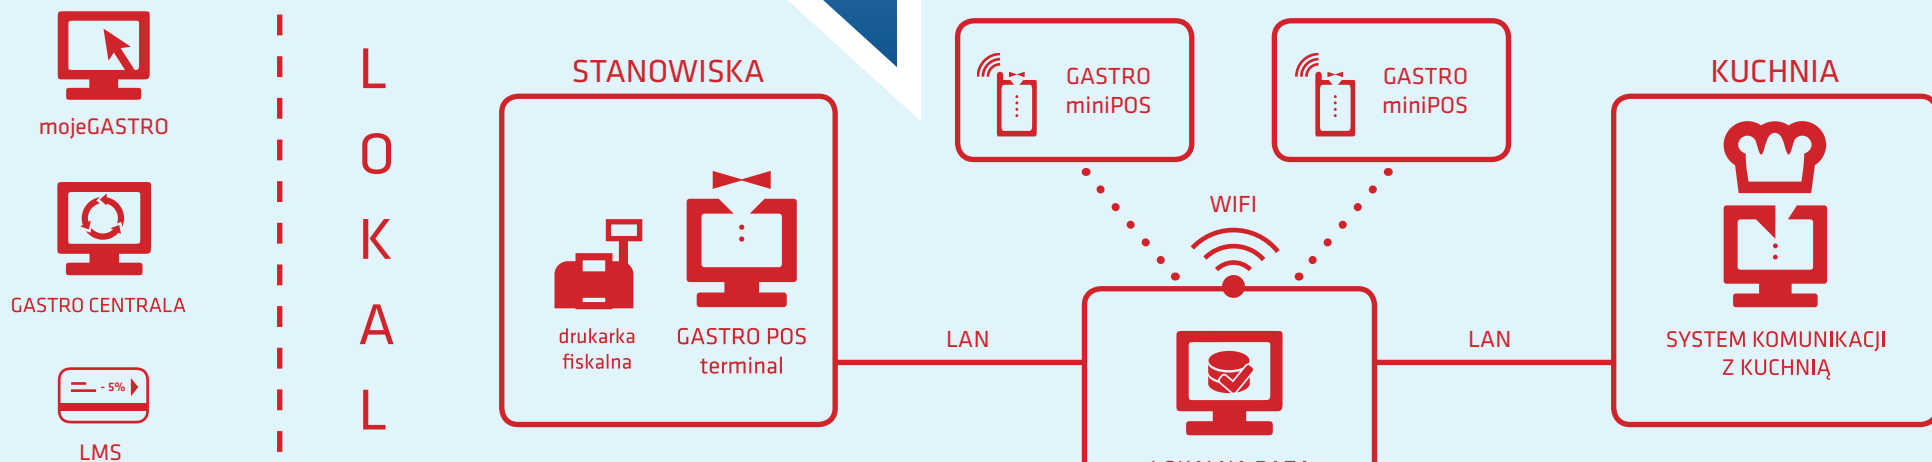 mojeGASTRO
GASTRO CENTRALA
- 5%
LMS
L
O
K
A
L
STANOWISKA
drukarka
fiskalna
GASTRO POS
terminal
LAN
GASTRO
miniPOS
GASTRO
miniPOS
WIFI
LAN
KUCHNIA
SYSTEM KOMUNIKACJI
Z KUCHNIĄ